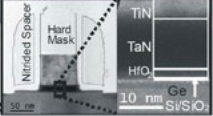 Nitrided Spacer
Hard
Mask
50 nm
TiN
TaN
HfO2
Ge
10 nm Si/SiO2